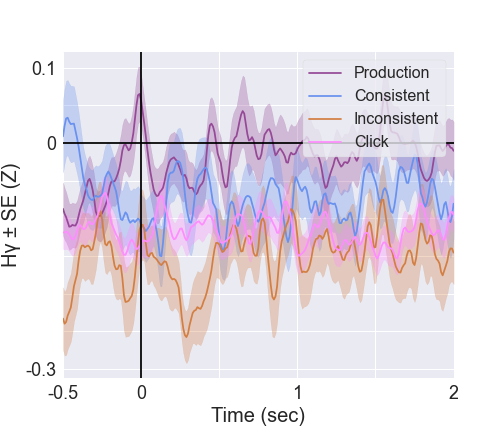 Production
Consistent
Inconsistent
Click
0.1
0
-0.3
Hγ ± SE (Z)
-0.5
0
1
2
Time (sec)